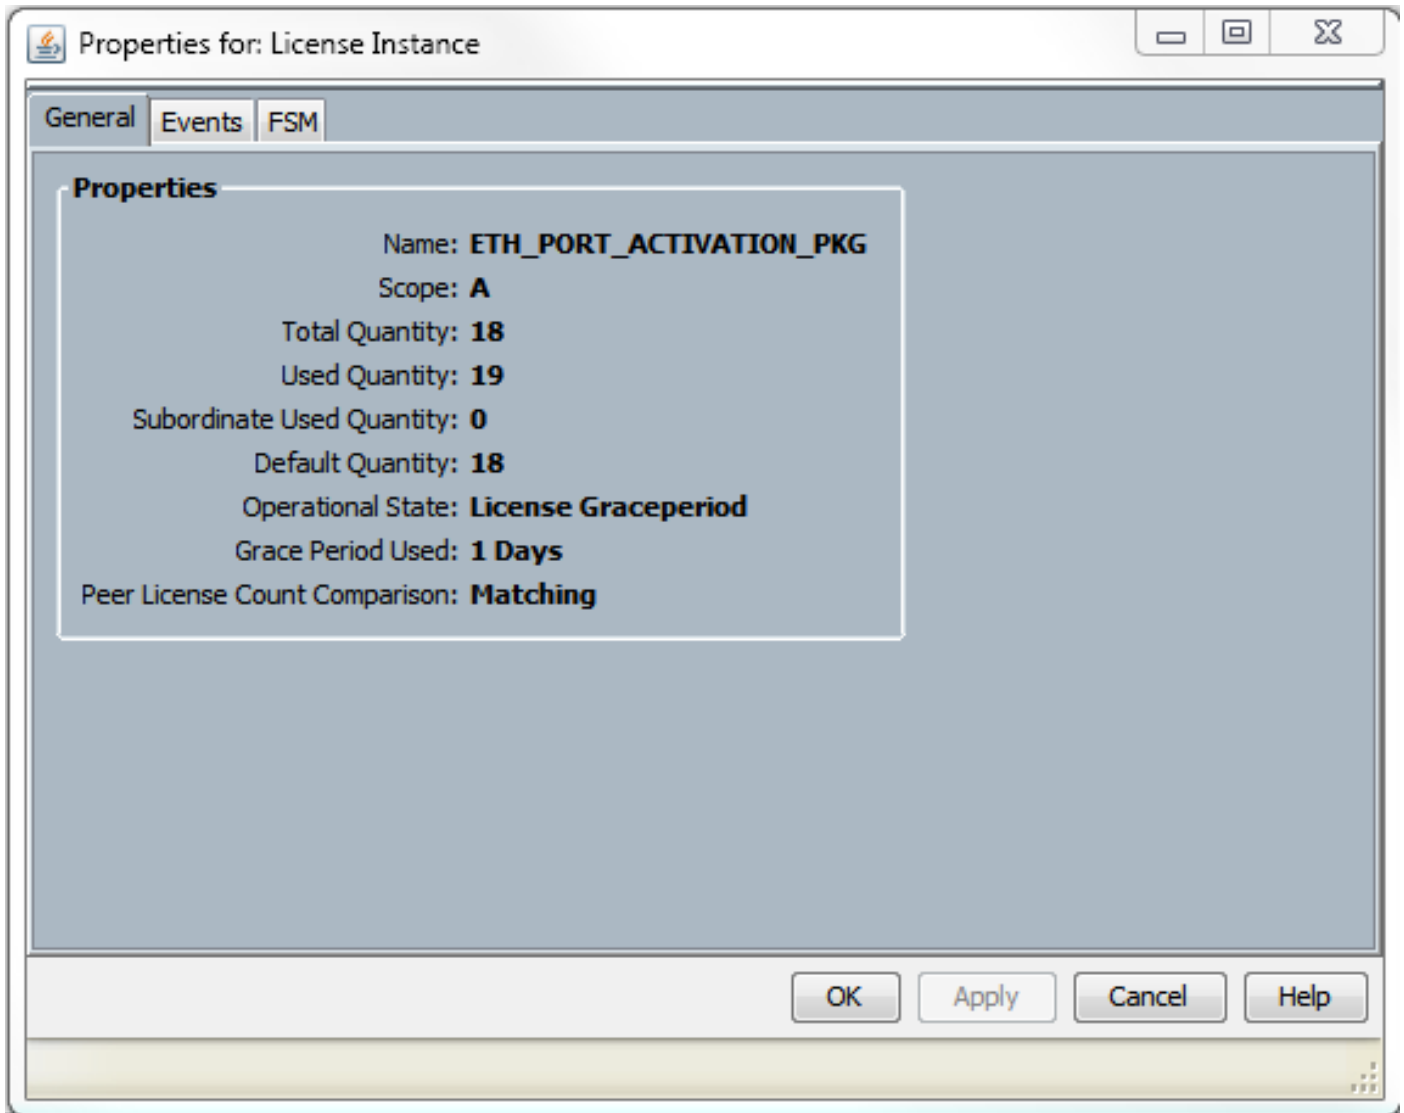 Properties for: License Instance
General Events FSM
Properties
Name: ETH_PORT_ACTIVATION_PKG
Scope: A
Total Quantity: 18
Used Quantity: 19
Subordinate Used Quantity: 0
Default Quantity: 18
Operational State: License Graceperiod
Grace Period Used: 1 Days
Peer License Count Comparison: Matching
OK Apply Cancel Help